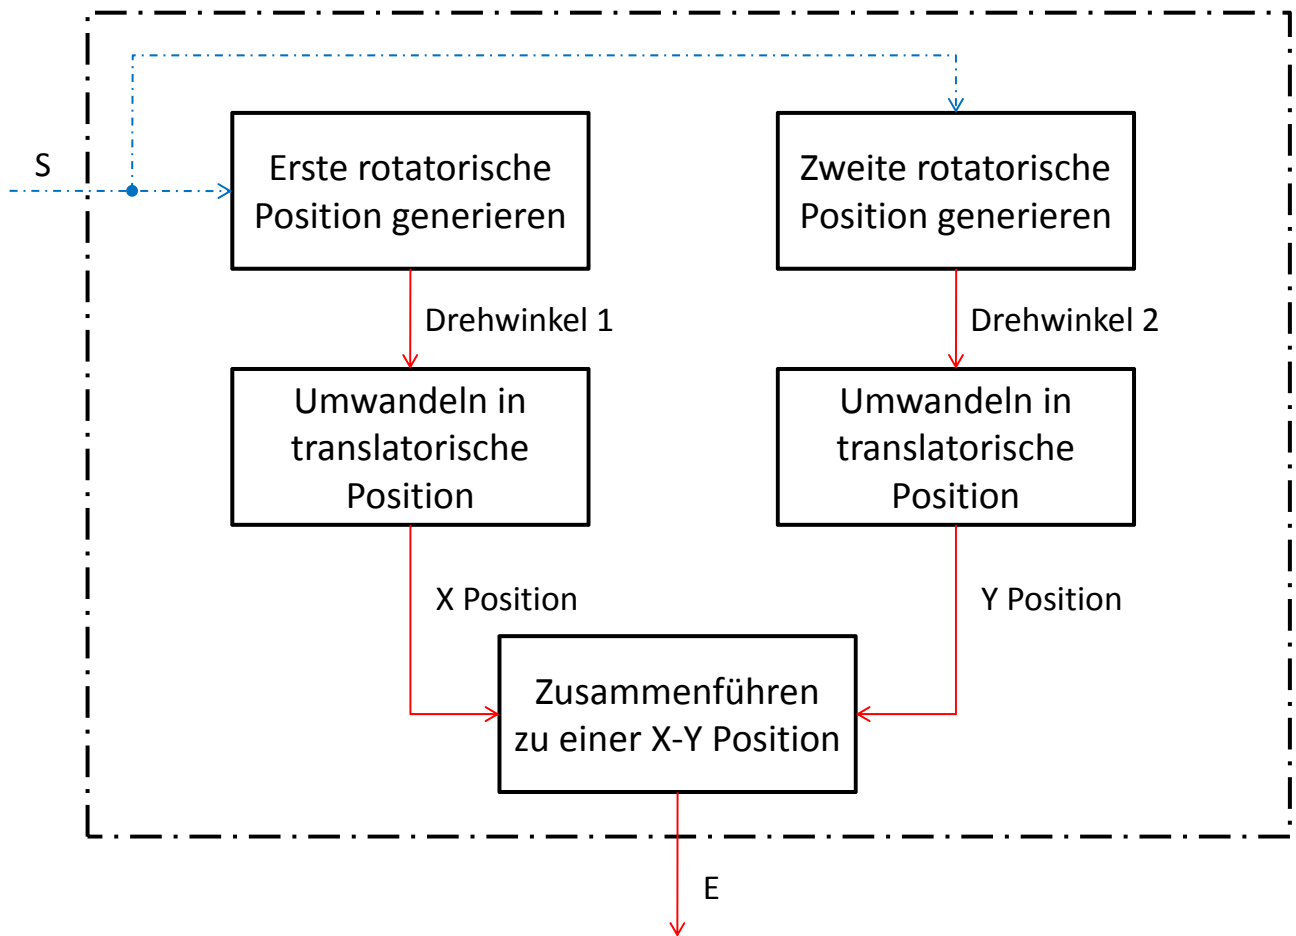 S
Erste rotatorische
Position generieren
Zweite rotatorische
Position generieren
Drehwinkel 1
Drehwinkel 2
Umwandeln in
translatorische
Position
Umwandeln in
translatorische
Position
X Position
Y Position
Zusammenführen
zu einer X-Y Position
E